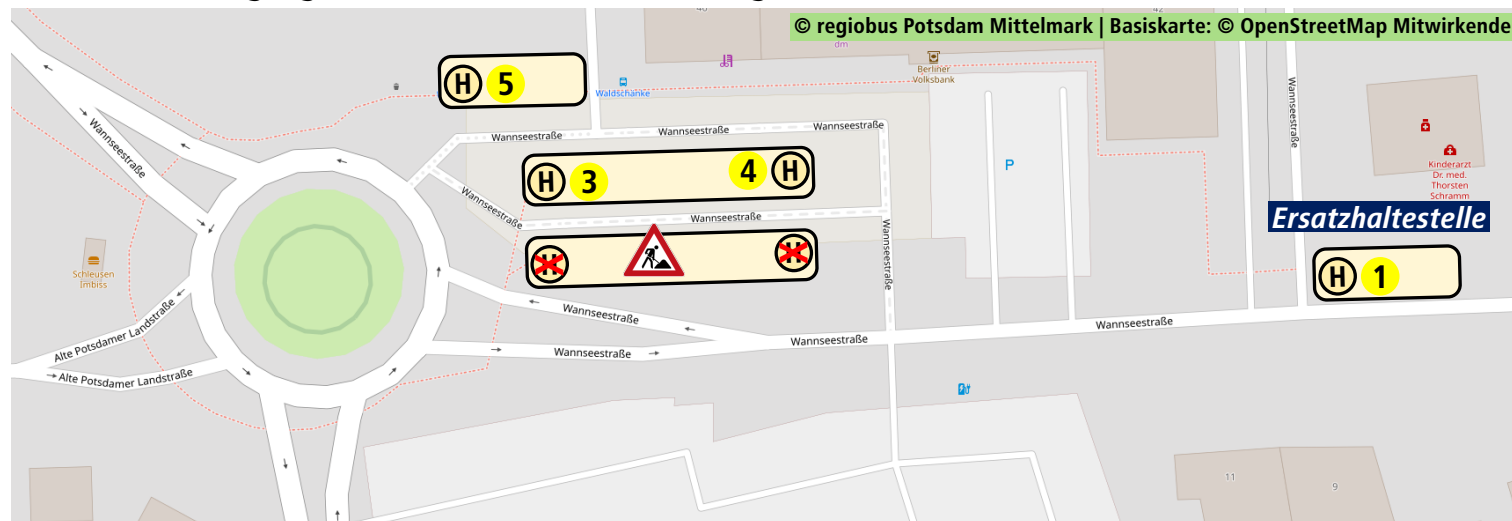 © regiobus Potsdam Mittelmark | Basiskarte: © OpenStreetMap Mitwirkende
42
dm
Berliner
Volksbank
H 5
Waldschänke
Wannseestraße
Wannseestraße
Wannseestraße
Wannseestraße
Wannseestraße
P
H 3
4 H
Kinderarzt
Dr. med.
Thorsten
Schramm
Wannseestraße
Wannseestraße
Wannseestraße
Ersatzhaltestelle
H
H
H 1
Schleusen
Imbiss
Wannseestraße
Wannseestraße
Wannseestraße
Wannseestraße
Alte Potsdamer Landstraße
Alte Potsdamer Landstraße
11
9